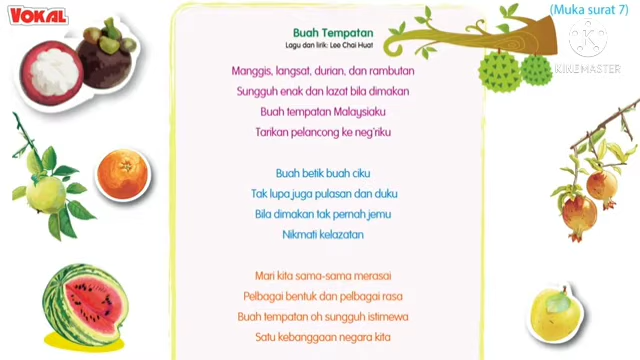 VOKAL
(Muka surat 7)
KINEMASTER
Buah Tempatan
Lagu dan lirik: Lee Chai Huat
Manggis, langsat, durian, dan rambutan
Sungguh enak dan lazat bila dimakan
Buah tempatan Malaysiaku
Tarikan pelancong ke neg'riku
Buah betik buah ciku
Tak lupa juga pulasan dan duku
Bila dimakan tak pernah jemu
Nikmati kelazatan
Mari kita sama-sama merasai
Pelbagai bentuk dan pelbagai rasa
Buah tempatan oh sungguh istimewa
Satu kebanggaan negara kita